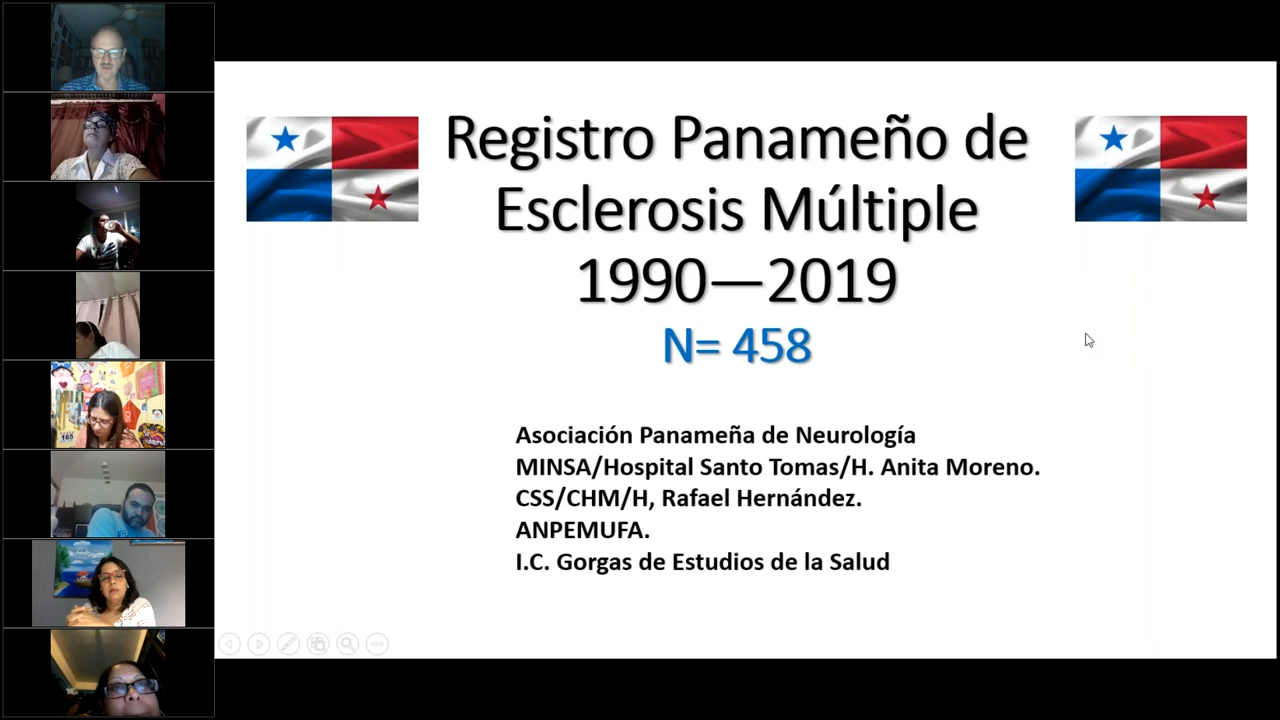 Registro Panameño de
Esclerosis Múltiple
1990—2019
N= 458
Asociación Panameña de Neurología
MINSA/Hospital Santo Tomas/H. Anita Moreno.
CSS/CHM/H, Rafael Hernández.
ANPEMUFA.
I.C. Gorgas de Estudios de la Salud
165